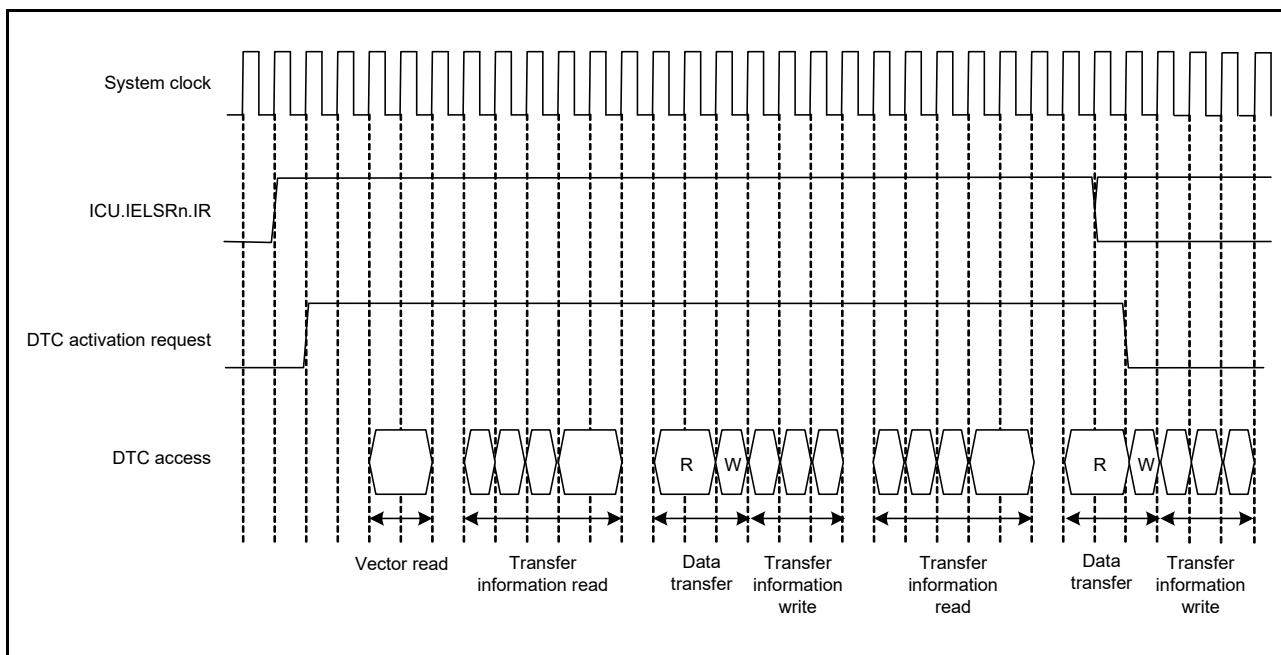 System clock
ICU.IELSRn.IR
DTC activation request
DTC access
R
W
R
W
Vector read
Transfer
information read
Data
transfer
Transfer
information
write
Transfer
information
read
Data
transfer
Transfer
information
write